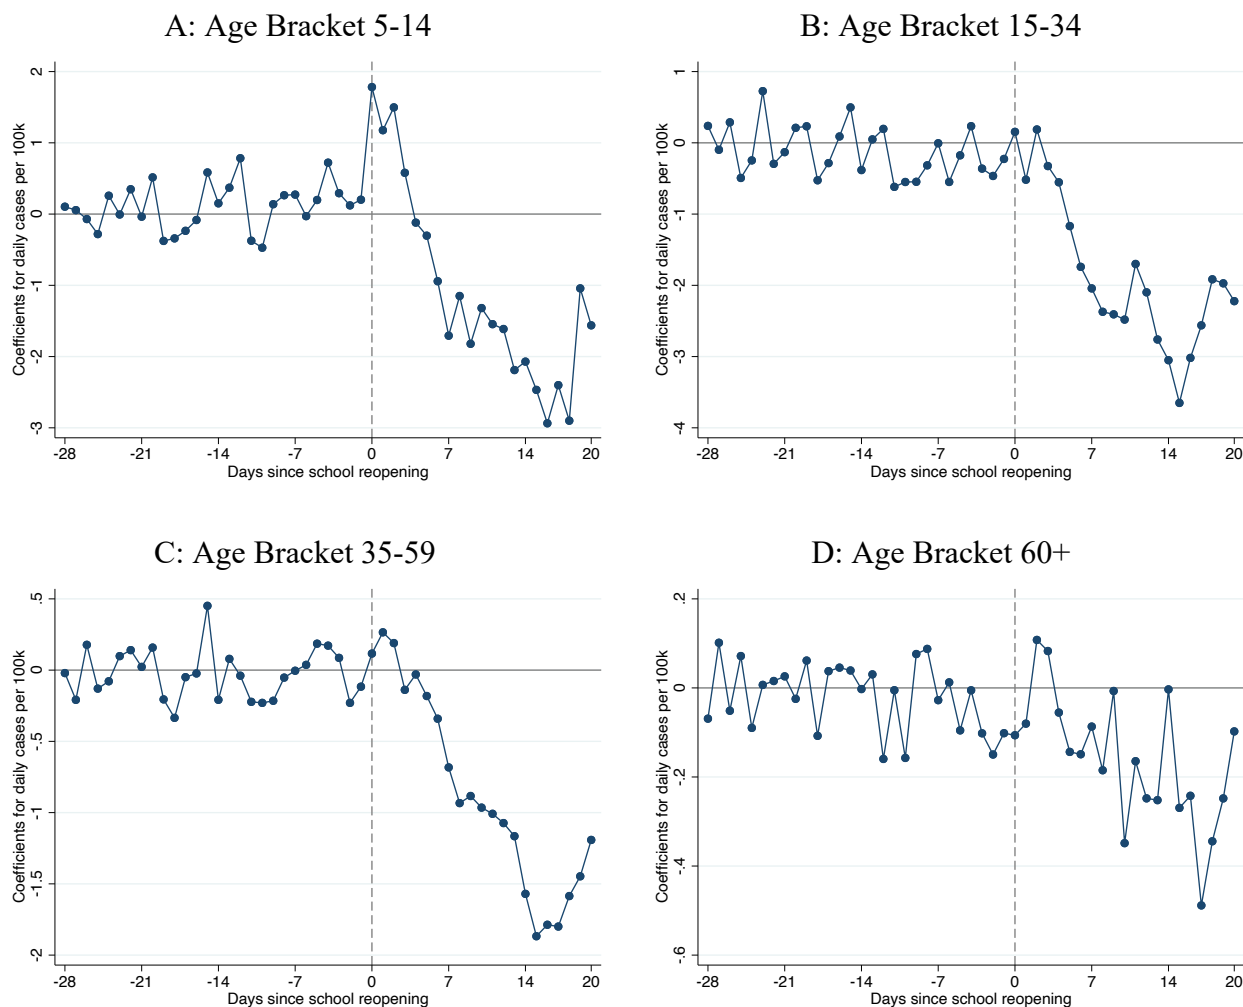 A: Age Bracket 5-14
Coefficients for daily cases per 100k
2
1
0
-1
-2
-3
-28 -21 -14 -7 0 7 14 20
Days since school reopening
B: Age Bracket 15-34
Coefficients for daily cases per 100k
1
0
-1
-2
-3
-4
-28 -21 -14 -7 0 7 14 20
Days since school reopening
C: Age Bracket 35-59
Coefficients for daily cases per 100k
.5
0
-.5
-1
-1.5
-2
-28 -21 -14 -7 0 7 14 20
Days since school reopening
D: Age Bracket 60+
Coefficients for daily cases per 100k
.2
0
-.2
-.4
-.6
-28 -21 -14 -7 0 7 14 20
Days since school reopening